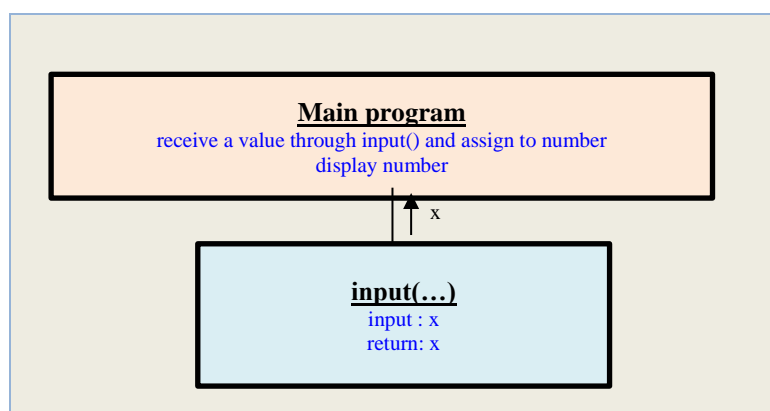 Main program
receive a value through input() and assign to number
display number
x
input(…)
input : x
return: x